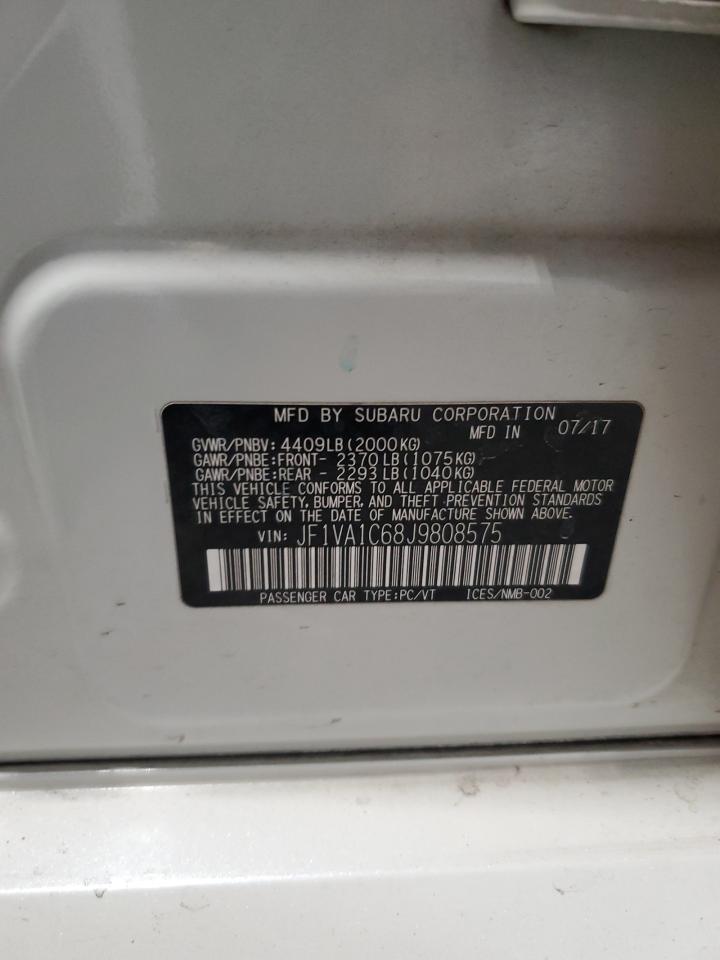 MFD BY SUBARU CORPORATION
MFD IN 07/17
GVWR/PNBV: 4409LB(2000KG)
GAWR/PNBE:FRONT- 2370LB(1075KG)
GAWR/PNBE:REAR - 2293LB(1040KG)
THIS VEHICLE CONFORMS TO ALL APPLICABLE FEDERAL MOTOR
VEHICLE SAFETY, BUMPER, AND THEFT PREVENTION STANDARDS
IN EFFECT ON THE DATE OF MANUFACTURE SHOWN ABOVE.
VIN: JF1VA1C68J9808575
PASSENGER CAR TYPE:PC/VT ICES/NMB-002